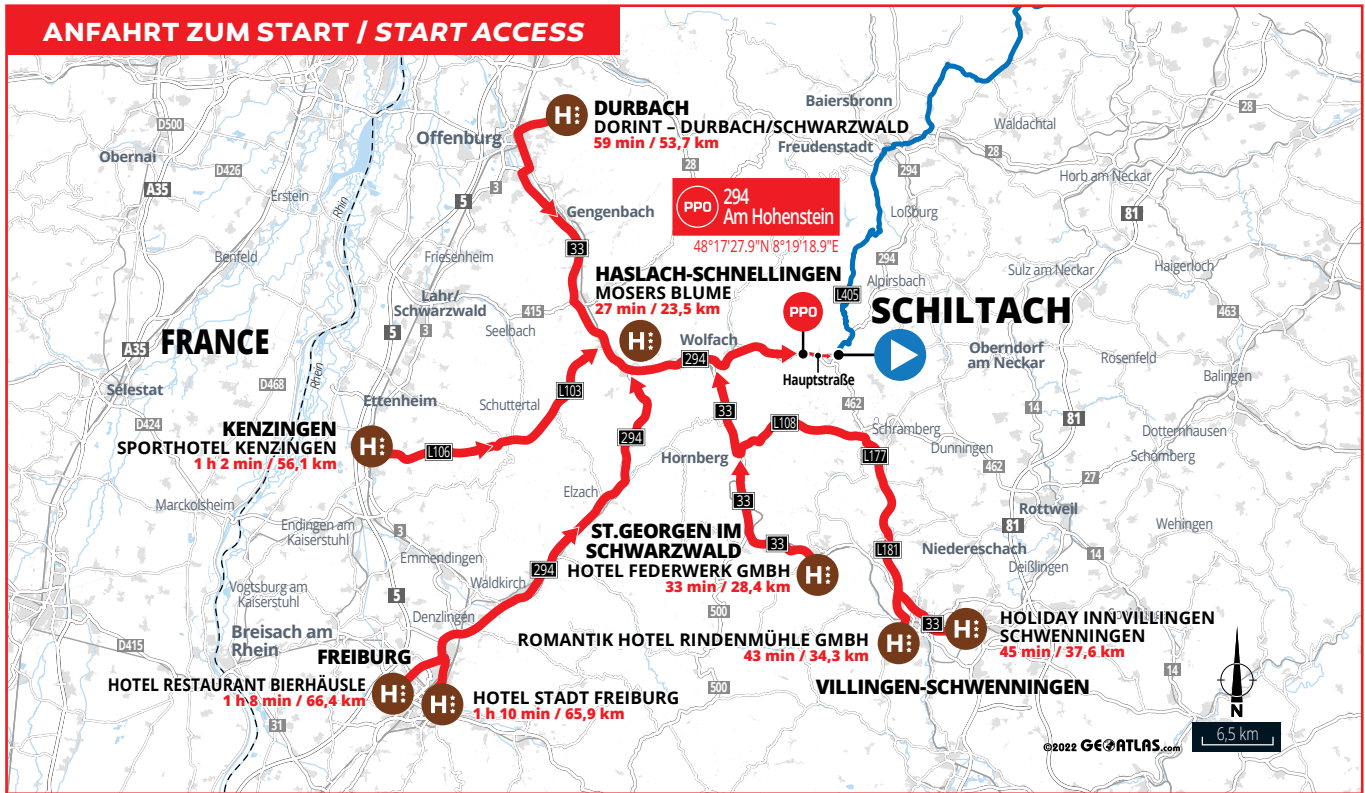 ANFAHRT ZUM START / START ACCESS
DURBACH
DORINT – DURBACH/SCHWARZWALD
59 min / 53,7 km
Baiersbronn
Freudenstadt
Waldachtal
28
28
28
294
Horb am Neckar
81
D500
Obernai
D426
A35
Erstein
Rhin
Offenburg
3
5
Gengenbach
33
PPO
294
Am Hohenstein
48°17'27.9"N 8°19'18.9"E
Loßburg
294
Alpirsbach
Sulz am Neckar
Haigerloch
Benfeld
Friesenheim
Lahr/
Schwarzwald
415
3
5
Seelbach
HASLACH-SCHNELLINGEN
MOSERS BLUME
27 min / 23,5 km
H
L405
PPO
SCHILTACH
463
FRANCE
A35
Rhein
Wolfach
294
Hauptstraße
Oberndorf
am Neckar
Rosenfeld
Balingen
Sélestat
D468
D424
Ettenheim
Schuttertal
L103
33
462
14
81
KENZINGEN
SPORTHOTEL KENZINGEN
1 h 2 min / 56,1 km
H
L106
294
Hornberg
L108
L177
Schramberg
Dunningen
462
Dotternhausen
Schömberg
27
Marckolsheim
Elzach
33
Endingen am
Kaiserstuhl
3
Emmendingen
ST.GEORGEN IM
SCHWARZWALD
HOTEL FEDERWERK GMBH
33 min / 28,4 km
33
H
L181
Rottweil
81
Wehingen
Niedereschach
Deißlingen
14
294
Waldkirch
Vogtsburg am
Kaiserstuhl
5
Denzlingen
500
D415
Breisach am
Rhein
FREIBURG
HOTEL RESTAURANT BIERHÄUSLE
1 h 8 min / 66,4 km
H
H
HOTEL STADT FREIBURG
1 h 10 min / 65,9 km
31
ROMANTIK HOTEL RINDENMÜHLE GMBH
43 min / 34,3 km
H
33
H
HOLIDAY INN VILLINGEN
SCHWENNINGEN
45 min / 37,6 km
500
VILLINGEN-SCHWENNINGEN
14
N
6,5 km
©2022 GEOATLAS.com
H